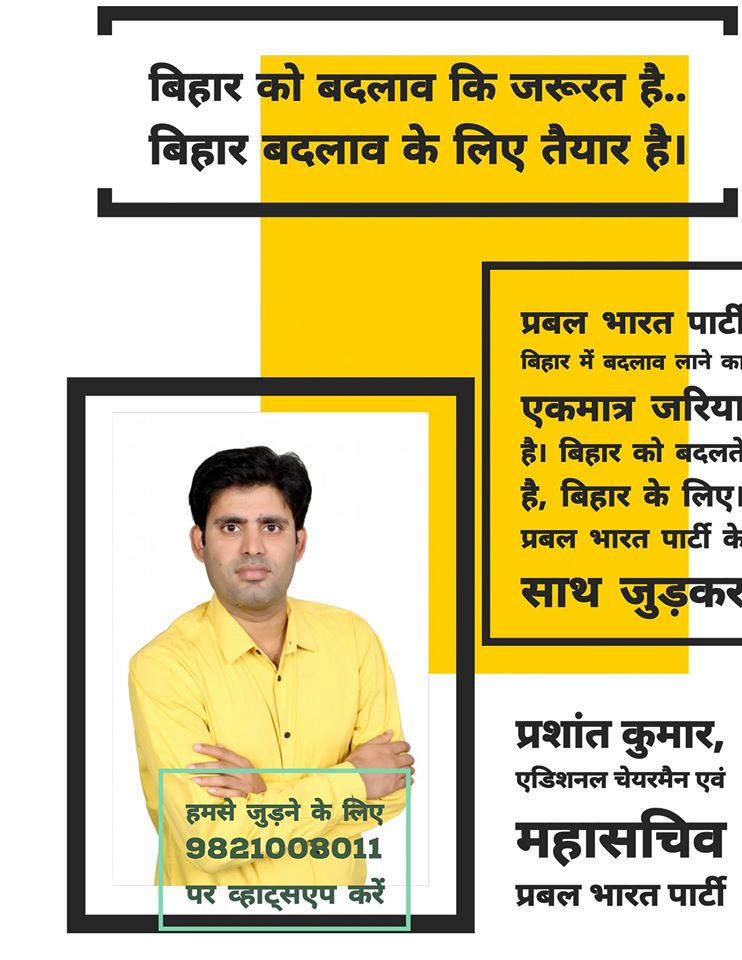 बिहार को बदलाव कि जरूरत है..
बिहार बदलाव के लिए तैयार है।
प्रबल भारत पार्टी
बिहार में बदलाव लाने का
एकमात्र जरिया
है। बिहार को बदलते
है, बिहार के लिए।
प्रबल भारत पार्टी के
साथ जुड़कर
प्रशांत कुमार,
एडिशनल चेयरमैन एवं
महासचिव
प्रबल भारत पार्टी
हमसे जुड़ने के लिए
9821008011
पर व्हाट्सएप करें